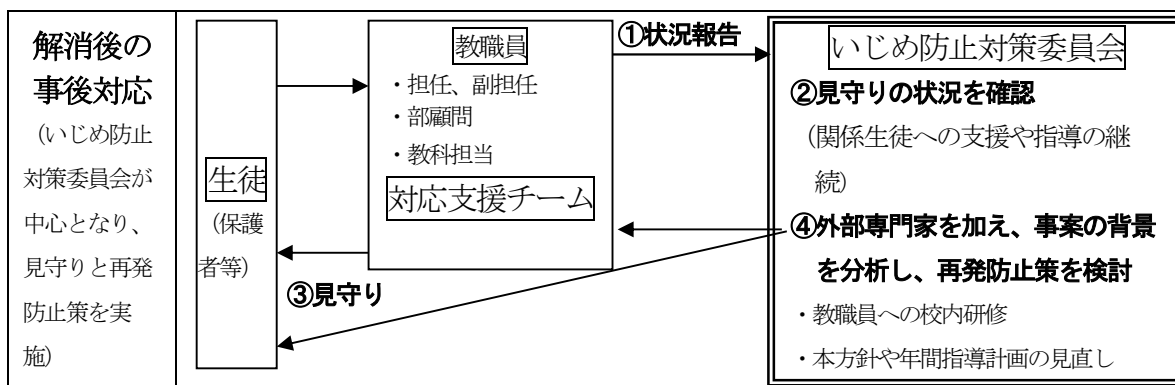 解消後の
事後対応
（いじめ防止
対策委員会が
中心となり、
見守りと再発
防止策を実
施）
生徒
（保護
者等）
教職員
・担任、副担任
・部顧問
・教科担当
対応支援チーム
①状況報告
③見守り
いじめ防止対策委員会
②見守りの状況を確認
（関係生徒への支援や指導の継
続）
④外部専門家を加え、事案の背景
を分析し、再発防止策を検討
・教職員への校内研修
・本方針や年間指導計画の見直し